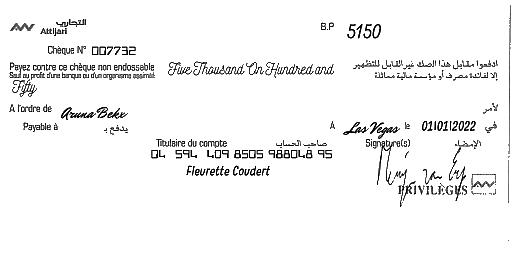 التجاري
Attijari
B.P 5150
Chèque N° 007732
Payez contre ce chèque non endossable
Sauf au profit d'une banque ou d'un organisme assimilé
Five Thousand On Hundred and
Fifty
ادفعوا مقابل هذا الصك غير القابل للتظهير
إلا لفائدة مصرف أو مؤسسة مالية مماثلة
A l'ordre de Aruna Bekx لأمر
Payable à يدفع بـ
A Las Vegas le 01/01/2022 في
Titulaire du compte صاحب الحساب
Signature(s) الإمضاء
04 594 409 8505 988048 95
Fleurette Coudert
PRIVILÈGES